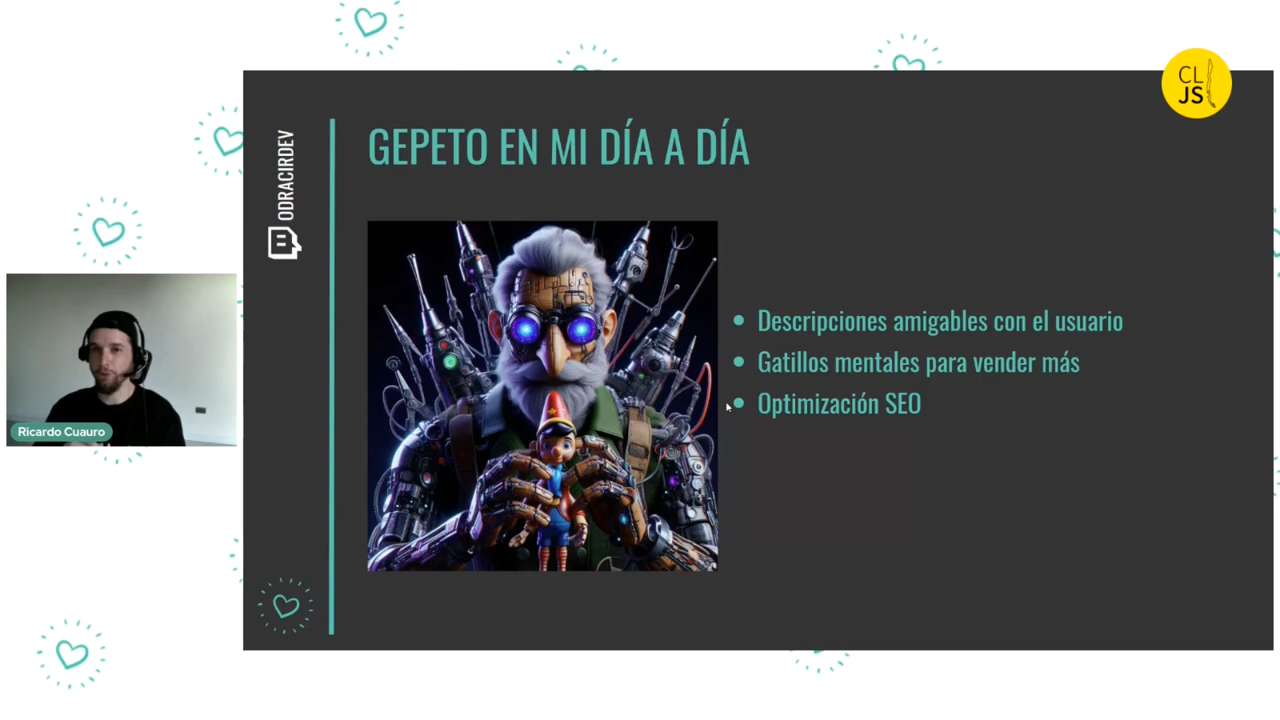 CL
JS
GEPETO EN MI DÍA A DÍA
ODRACIRDEV
Descripciones amigables con el usuario
Gatillos mentales para vender más
Optimización SEO
Ricardo Cuauro